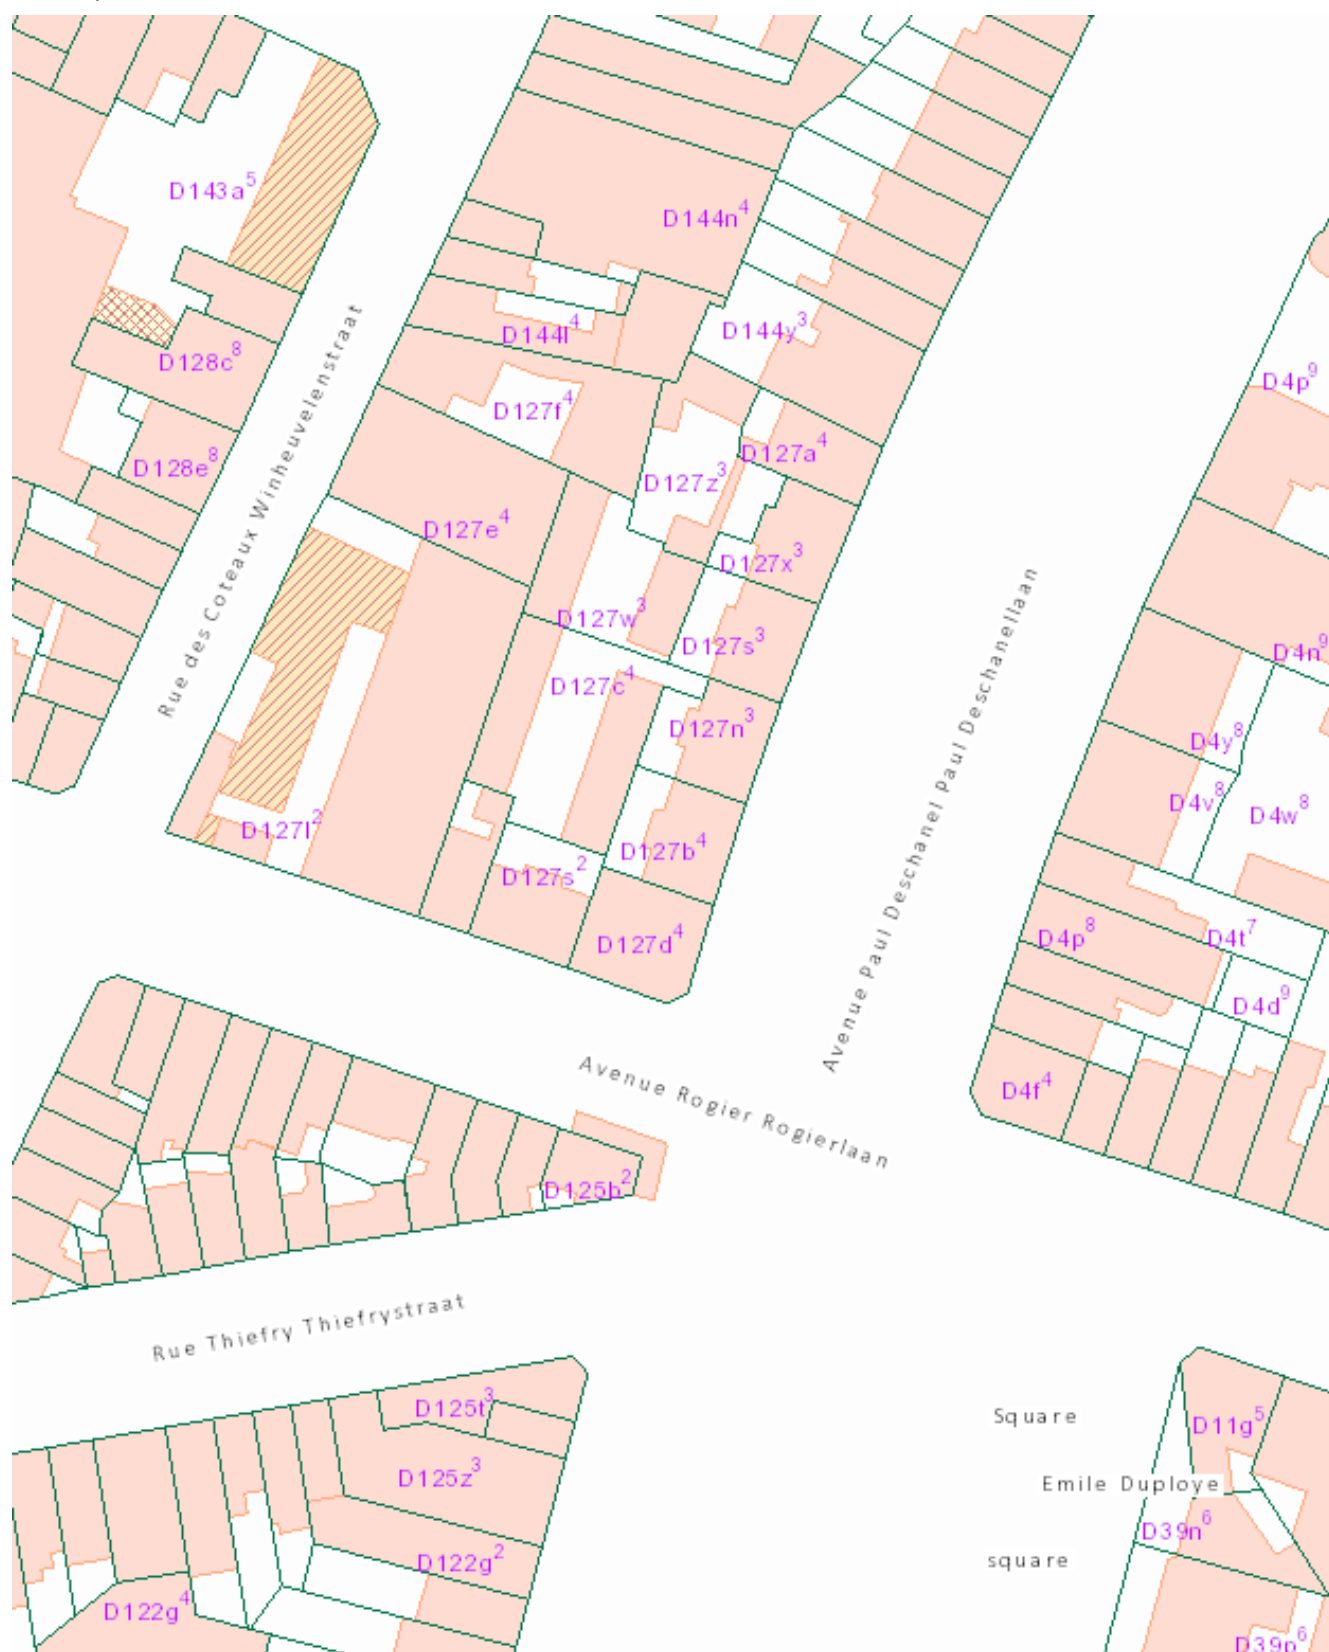 D143a⁵
D144n⁴
D144l⁴
D144y³
D128c⁸
D4p⁹
D127f⁴
D127a⁴
D128e⁸
D127z³
D127e⁴
D127x³
Rue des Coteaux Winheuvelenstraat
D127w³
D127s³
D4n⁹
D127c⁴
D127n³
D4y⁸
D4v⁸
D4w⁸
D127l²
D127b⁴
D127s²
D127d⁴
Avenue Paul Deschanel Paul Deschanellaan
D4p⁸
D4t⁷
D4d⁹
D4f⁴
Avenue Rogier Rogierlaan
D125b²
Rue Thiefry Thiefrystraat
D125t³
Square
D11g⁵
D125z³
Emile Duploye
D39n⁶
D122g²
square
D122g⁴
D39p⁶